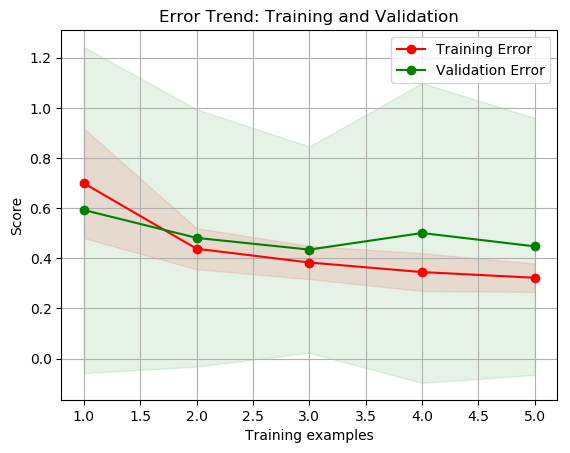 Error Trend: Training and Validation
Training Error
Validation Error
Score
1.2
1.0
0.8
0.6
0.4
0.2
0.0
1.0 1.5 2.0 2.5 3.0 3.5 4.0 4.5 5.0
Training examples